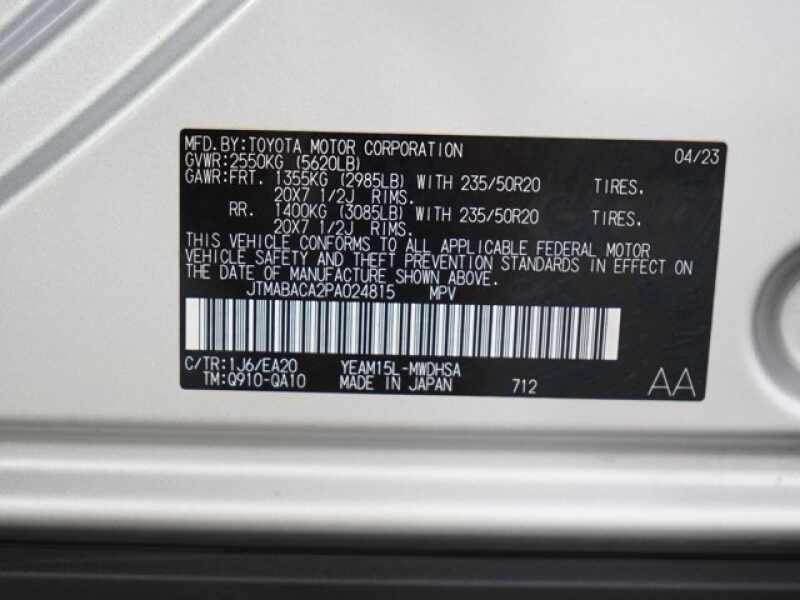 MFD.BY:TOYOTA MOTOR CORPORATION 04/23
GVWR:2550KG (5620LB)
GAWR:FRT. 1355KG (2985LB) WITH 235/50R20 TIRES.
20X7 1/2J RIMS.
RR. 1400KG (3085LB) WITH 235/50R20 TIRES.
20X7 1/2J RIMS.
THIS VEHICLE CONFORMS TO ALL APPLICABLE FEDERAL MOTOR
VEHICLE SAFETY AND THEFT PREVENTION STANDARDS IN EFFECT ON
THE DATE OF MANUFACTURE SHOWN ABOVE.
JTMABACA2PA024815 MPV
C/TR:1J6/EA20 YEAM15L-MWDHSA
TM:Q910-QA10 MADE IN JAPAN 712 AA